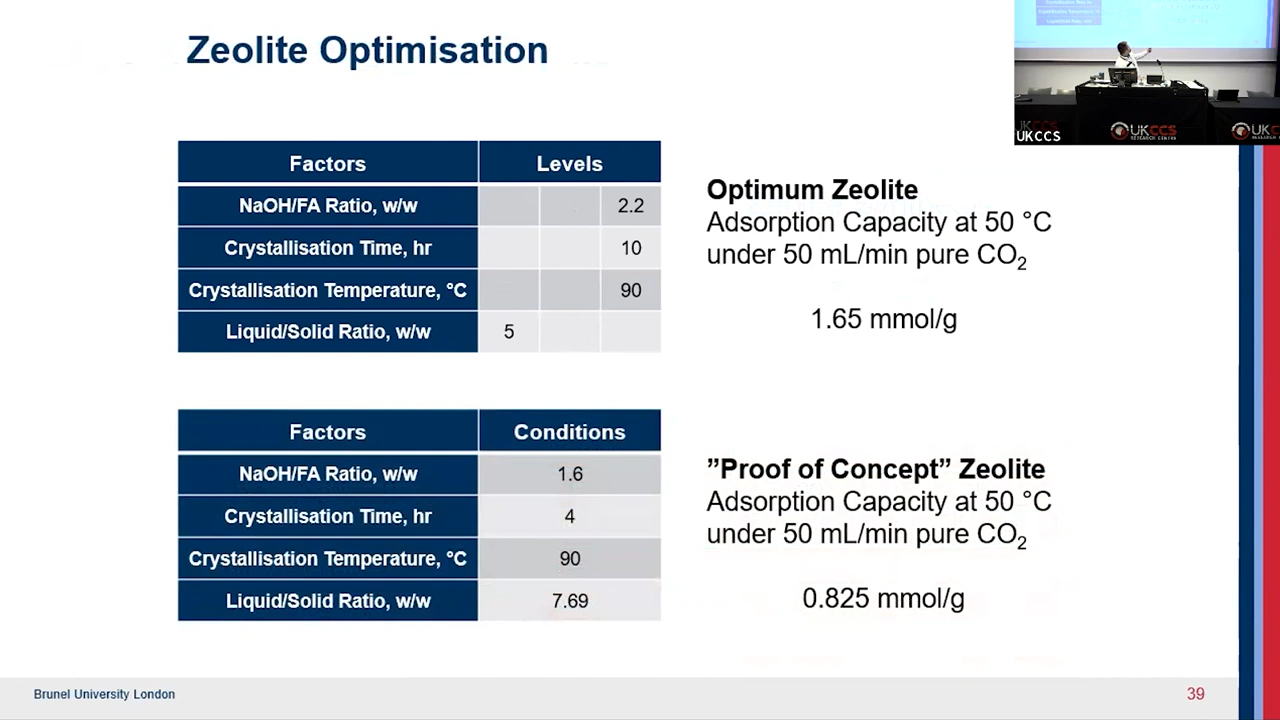 Zeolite Optimisation
Factors Levels
NaOH/FA Ratio, w/w 2.2
Crystallisation Time, hr 10
Crystallisation Temperature, °C 90
Liquid/Solid Ratio, w/w 5
Optimum Zeolite
Adsorption Capacity at 50 °C
under 50 mL/min pure CO₂
1.65 mmol/g
Factors Conditions
NaOH/FA Ratio, w/w 1.6
Crystallisation Time, hr 4
Crystallisation Temperature, °C 90
Liquid/Solid Ratio, w/w 7.69
”Proof of Concept” Zeolite
Adsorption Capacity at 50 °C
under 50 mL/min pure CO₂
0.825 mmol/g
UKCCS
UKCCS
RESEARCH CENTRE
Brunel University London
39